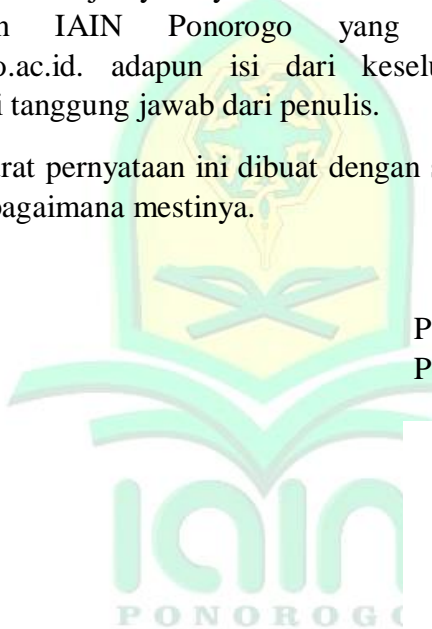 IAIN Ponorogo yang
o.ac.id. adapun isi dari
i tanggung jawab dari penulis.
rat pernyataan ini dibuat dengan
bagaimana mestinya.
P
P
iain
PONOROGO